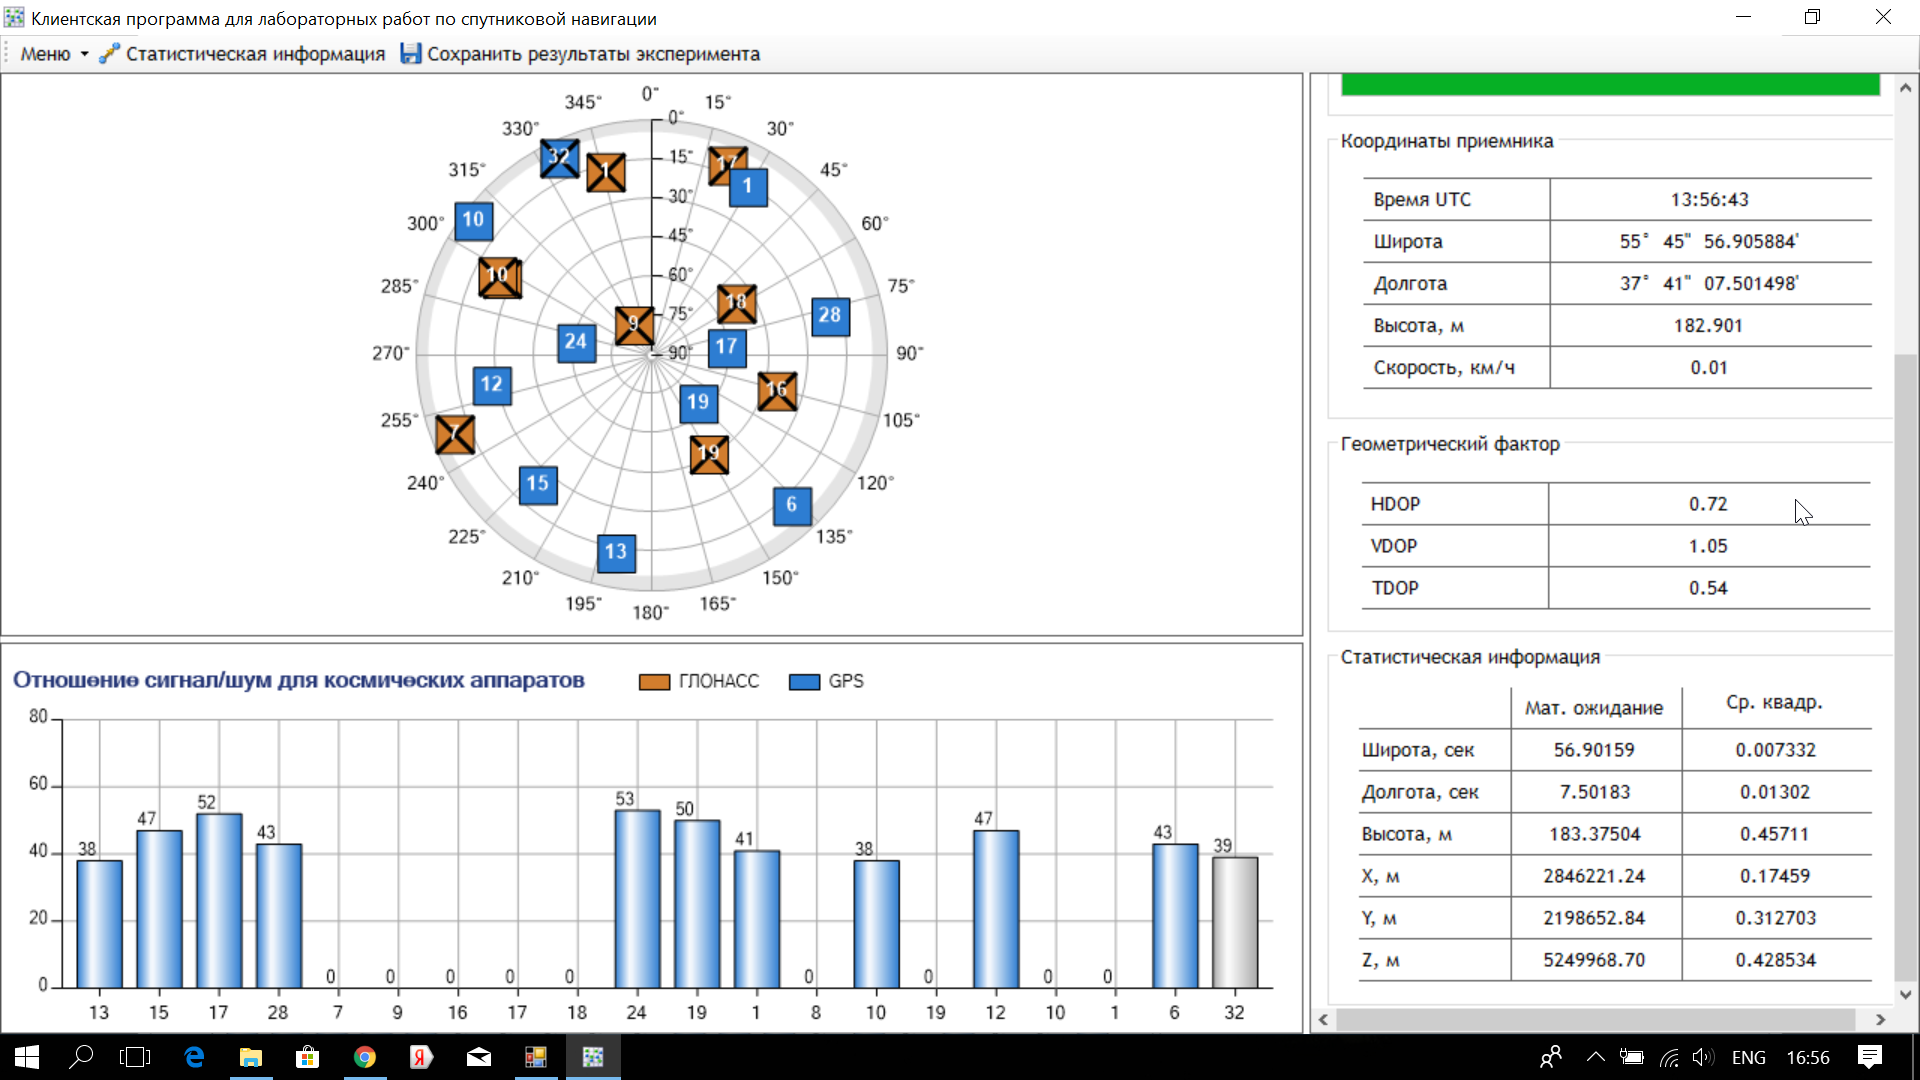 Клиентская программа для лабораторных работ по спутниковой навигации
Меню Статистическая информация Сохранить результаты эксперимента
0°
345° 15°
330° 30°
315° 45°
300° 60°
285° 75°
270° 90°
255° 105°
240° 120°
225° 135°
210° 150°
195° 165°
180°
0°
15°
30°
45°
60°
75°
90°
32 1 17
1
10
10
18
9
28
24 17
12 16
19
7
19
15
6
13
Отношение сигнал/шум для космических аппаратов ГЛОНАСС GPS
80
60
40
20
0
38 47 52 43 0 0 0 0 0 53 50 41 0 38 0 47 0 0 43 39
13 15 17 28 7 9 16 17 18 24 19 1 8 10 19 12 10 1 6 32
Координаты приемника
Время UTC 13:56:43
Широта 55° 45" 56.905884'
Долгота 37° 41" 07.501498'
Высота, м 182.901
Скорость, км/ч 0.01
Геометрический фактор
HDOP 0.72
VDOP 1.05
TDOP 0.54
Статистическая информация
Мат. ожидание Ср. квадр.
Широта, сек 56.90159 0.007332
Долгота, сек 7.50183 0.01302
Высота, м 183.37504 0.45711
X, м 2846221.24 0.17459
Y, м 2198652.84 0.312703
Z, м 5249968.70 0.428534
ENG 16:56